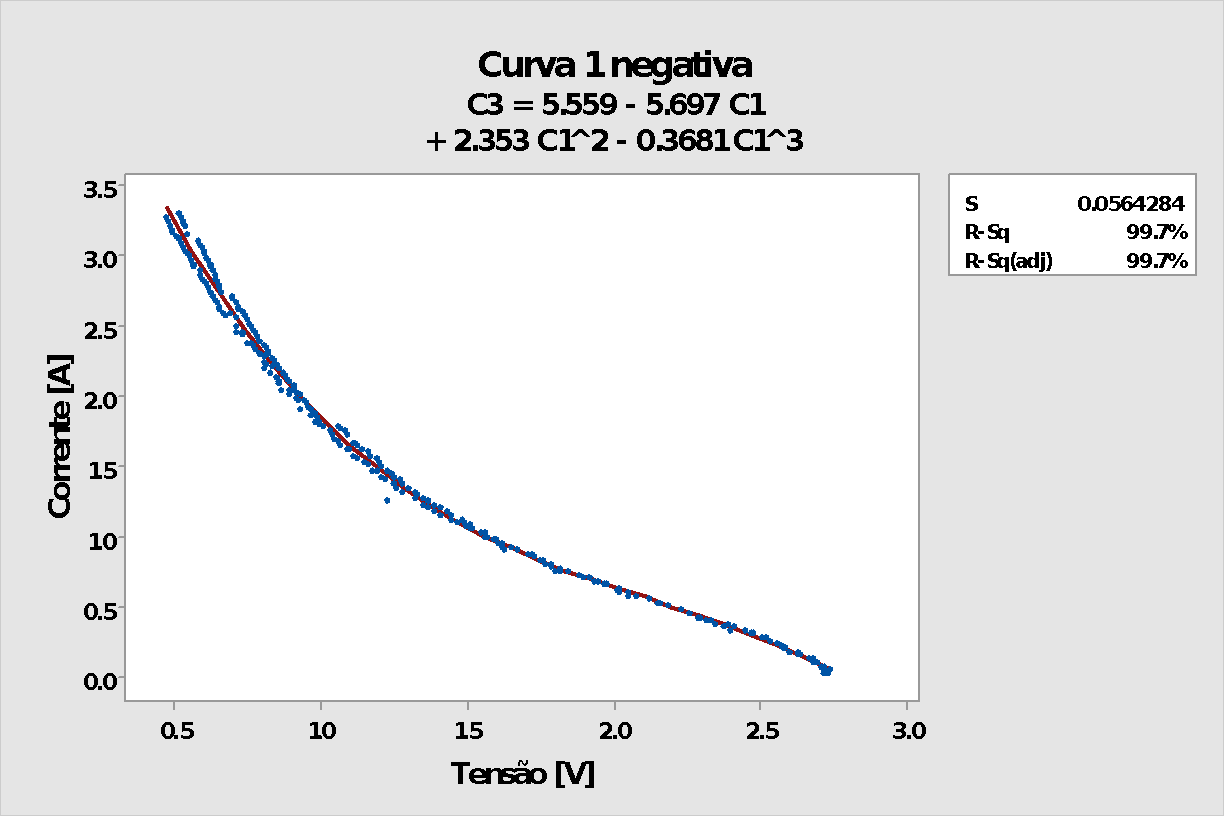 Curva 1 negativa
C3 = 5.559 - 5.697 C1
+ 2.353 C1^2 - 0.3681 C1^3
S 0.0564284
R-Sq 99.7%
R-Sq(adj) 99.7%
3.5
3.0
2.5
2.0
15
10
0.5
0.0
Corrente [A]
0.5 10 15 2.0 2.5 3.0
Tensão [V]